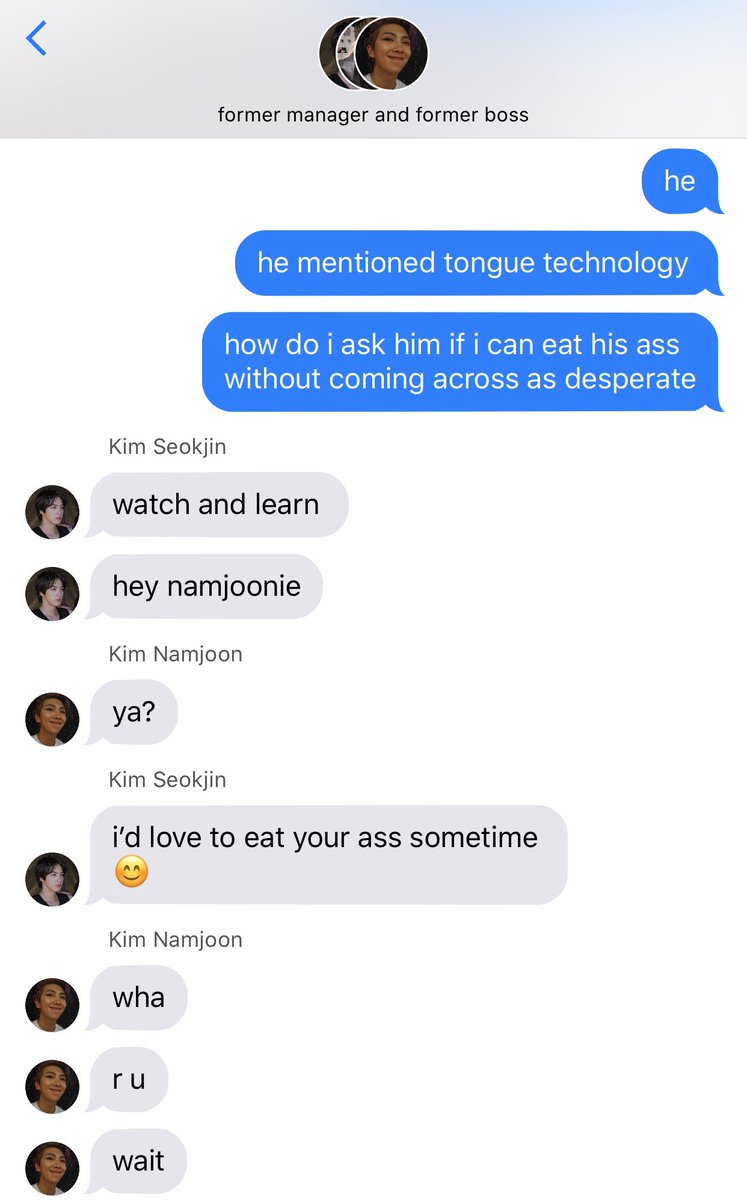 former manager and former boss
he
he mentioned tongue technology
how do i ask him if i can eat his ass
without coming across as desperate
Kim Seokjin
watch and learn
hey namjoonie
Kim Namjoon
ya?
Kim Seokjin
i’d love to eat your ass sometime
😊
Kim Namjoon
wha
r u
wait